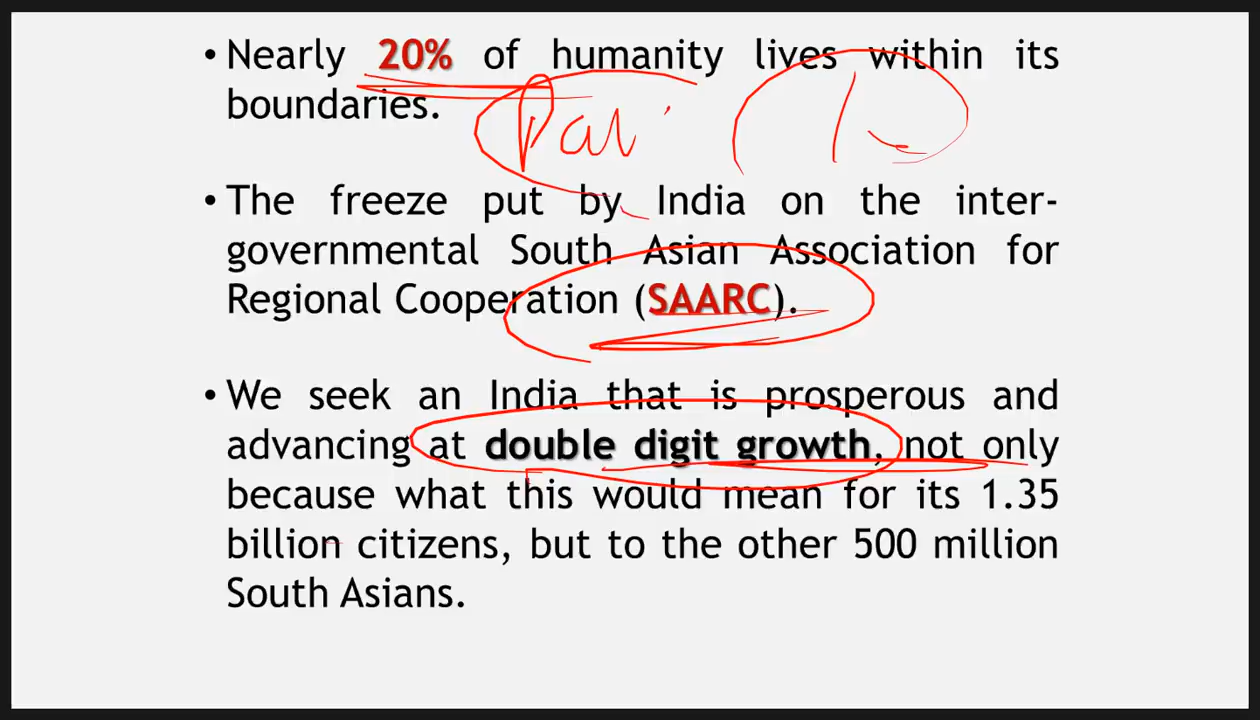 • Nearly 20% of humanity lives within its
boundaries.
• The freeze put by India on the inter-
governmental South Asian Association for
Regional Cooperation (SAARC).
• We seek an India that is prosperous and
advancing at double digit growth, not only
because what this would mean for its 1.35
billion citizens, but to the other 500 million
South Asians.